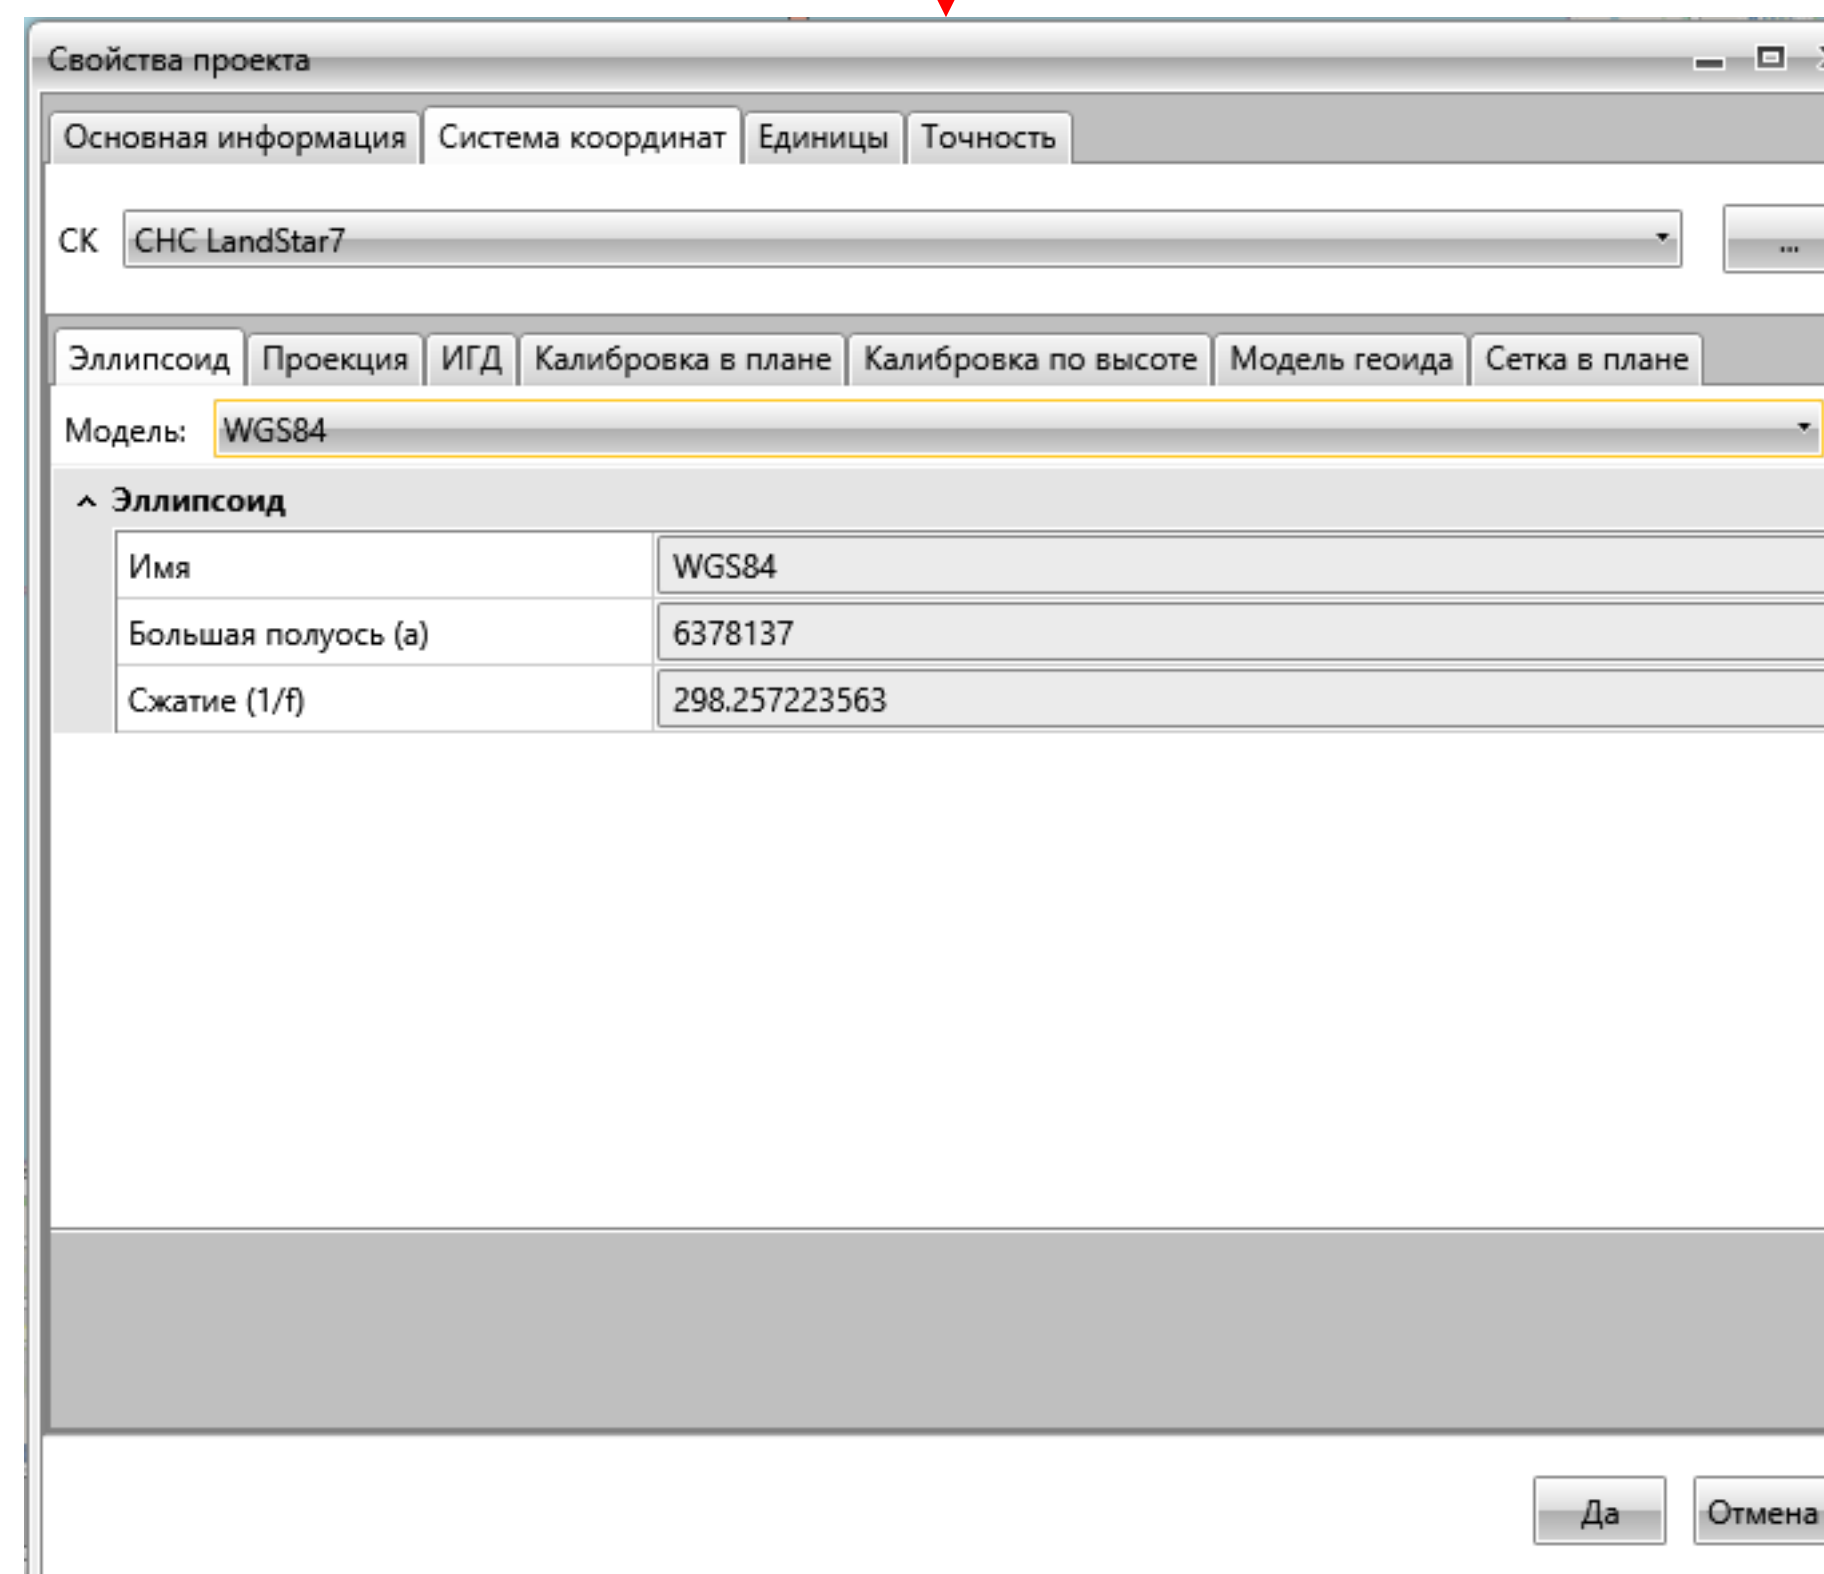 Свойства проекта
Основная информация Система координат Единицы Точность
СК CHC LandStar7 ...
Эллипсоид Проекция ИГД Калибровка в плане Калибровка по высоте Модель геоида Сетка в плане
Модель: WGS84
Эллипсоид
Имя WGS84
Большая полуось (a) 6378137
Сжатие (1/f) 298.257223563
Да Отмена